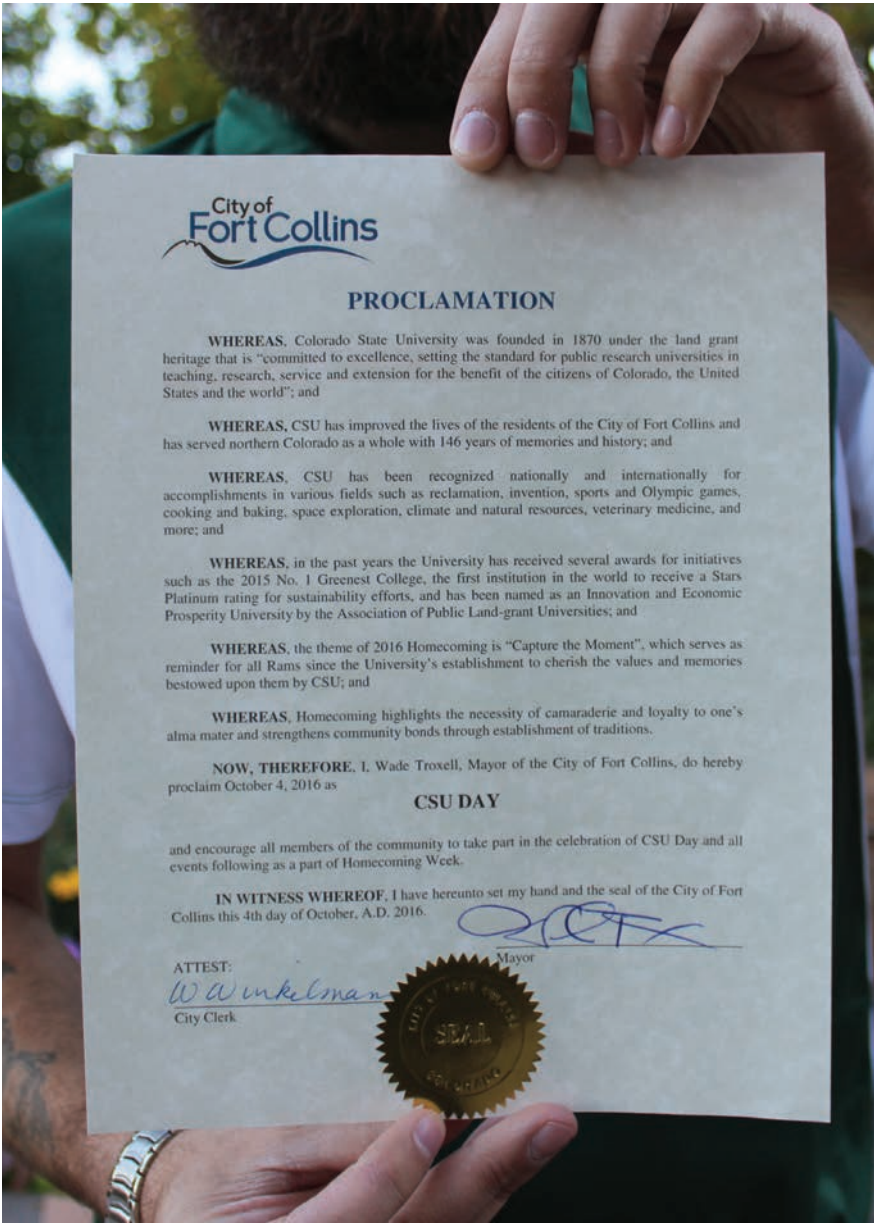 City of
Fort Collins
PROCLAMATION
WHEREAS, Colorado State University was founded in 1870 under the land grant
heritage that is “committed to excellence, setting the standard for public research universities in
teaching, research, service and extension for the benefit of the citizens of Colorado, the United
States and the world”; and
WHEREAS, CSU has improved the lives of the residents of the City of Fort Collins and
has served northern Colorado as a whole with 146 years of memories and history; and
WHEREAS, CSU has been recognized nationally and internationally for
accomplishments in various fields such as reclamation, invention, sports and Olympic games,
cooking and baking, space exploration, climate and natural resources, veterinary medicine, and
more; and
WHEREAS, in the past years the University has received several awards for initiatives
such as the 2015 No. 1 Greenest College, the first institution in the world to receive a Stars
Platinum rating for sustainability efforts, and has been named as an Innovation and Economic
Prosperity University by the Association of Public Land-grant Universities; and
WHEREAS, the theme of 2016 Homecoming is “Capture the Moment”, which serves as
reminder for all Rams since the University’s establishment to cherish the values and memories
bestowed upon them by CSU; and
WHEREAS, Homecoming highlights the necessity of camaraderie and loyalty to one’s
alma mater and strengthens community bonds through establishment of traditions.
NOW, THEREFORE, I, Wade Troxell, Mayor of the City of Fort Collins, do hereby
proclaim October 4, 2016 as
CSU DAY
and encourage all members of the community to take part in the celebration of CSU Day and all
events following as a part of Homecoming Week.
IN WITNESS WHEREOF, I have hereunto set my hand and the seal of the City of Fort
Collins this 4th day of October, A.D. 2016.
Mayor
ATTEST:
W Winkelman
City Clerk
CITY OF FORT COLLINS
SEAL
COLORADO